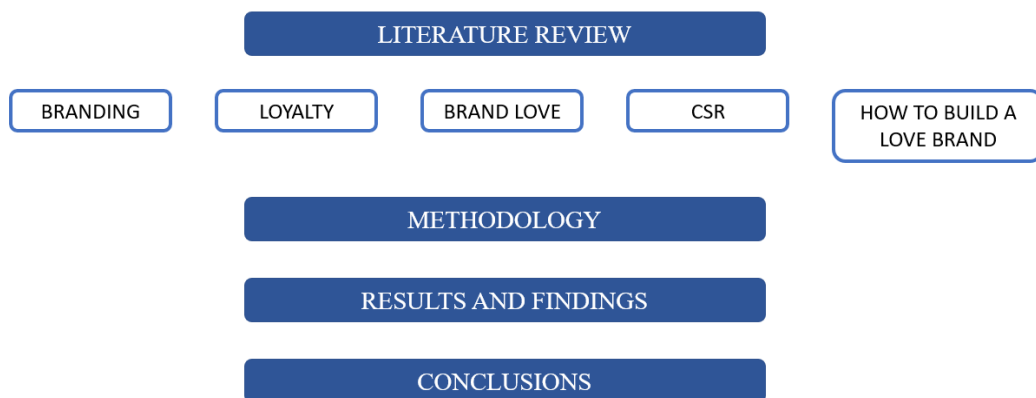 LITERATURE REVIEW
BRANDING
LOYALTY
BRAND LOVE
CSR
HOW TO BUILD A
LOVE BRAND
METHODOLOGY
RESULTS AND FINDINGS
CONCLUSIONS